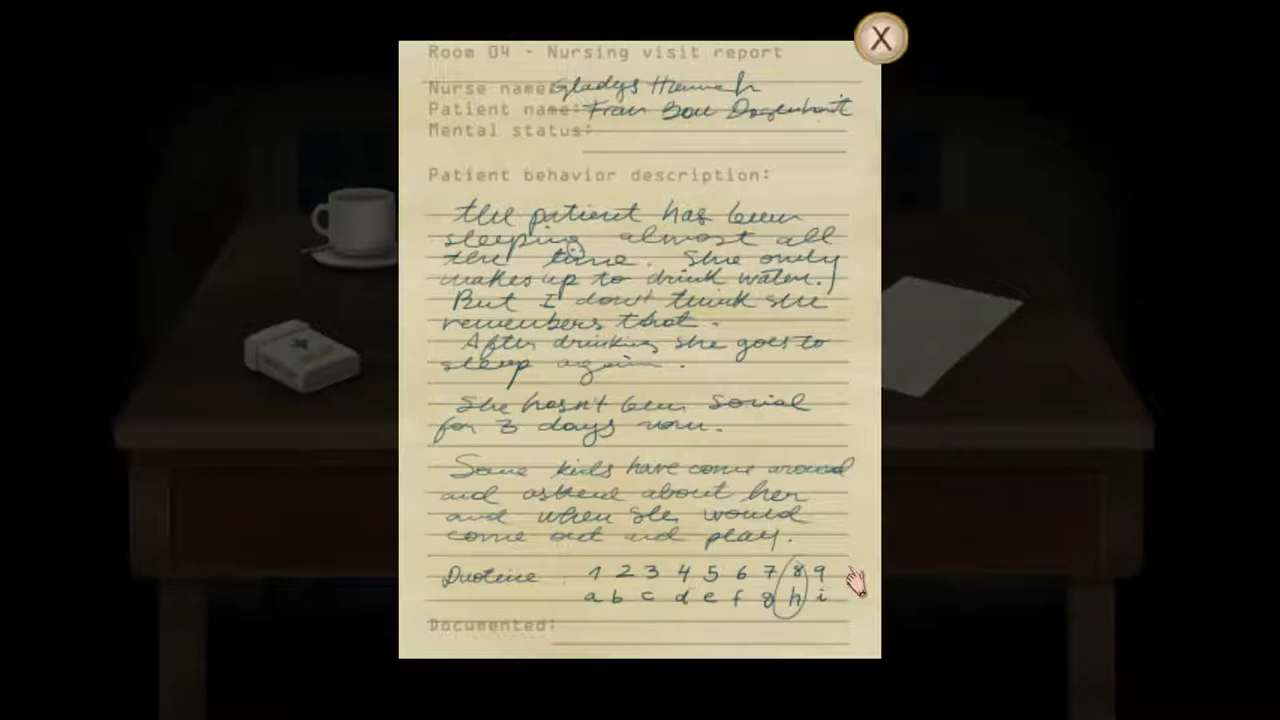 X
Room 04 - Nursing visit report
Nurse name: Gladys
Patient name: Fran Bow Dagenhart
Mental status:
Patient behavior description:
the patient has been
sleeping almost all
the time. She only
wakes up to drink water.
But I don't think she
remembers that.
After drinking she goes to
sleep again.
She hasn't been social
for 3 days now.
Some kids have come around
and asked about her
and when she would
come out and play.
Duotine : 1 2 3 4 5 6 7 8 9
a b c d e f g h i
Documented: